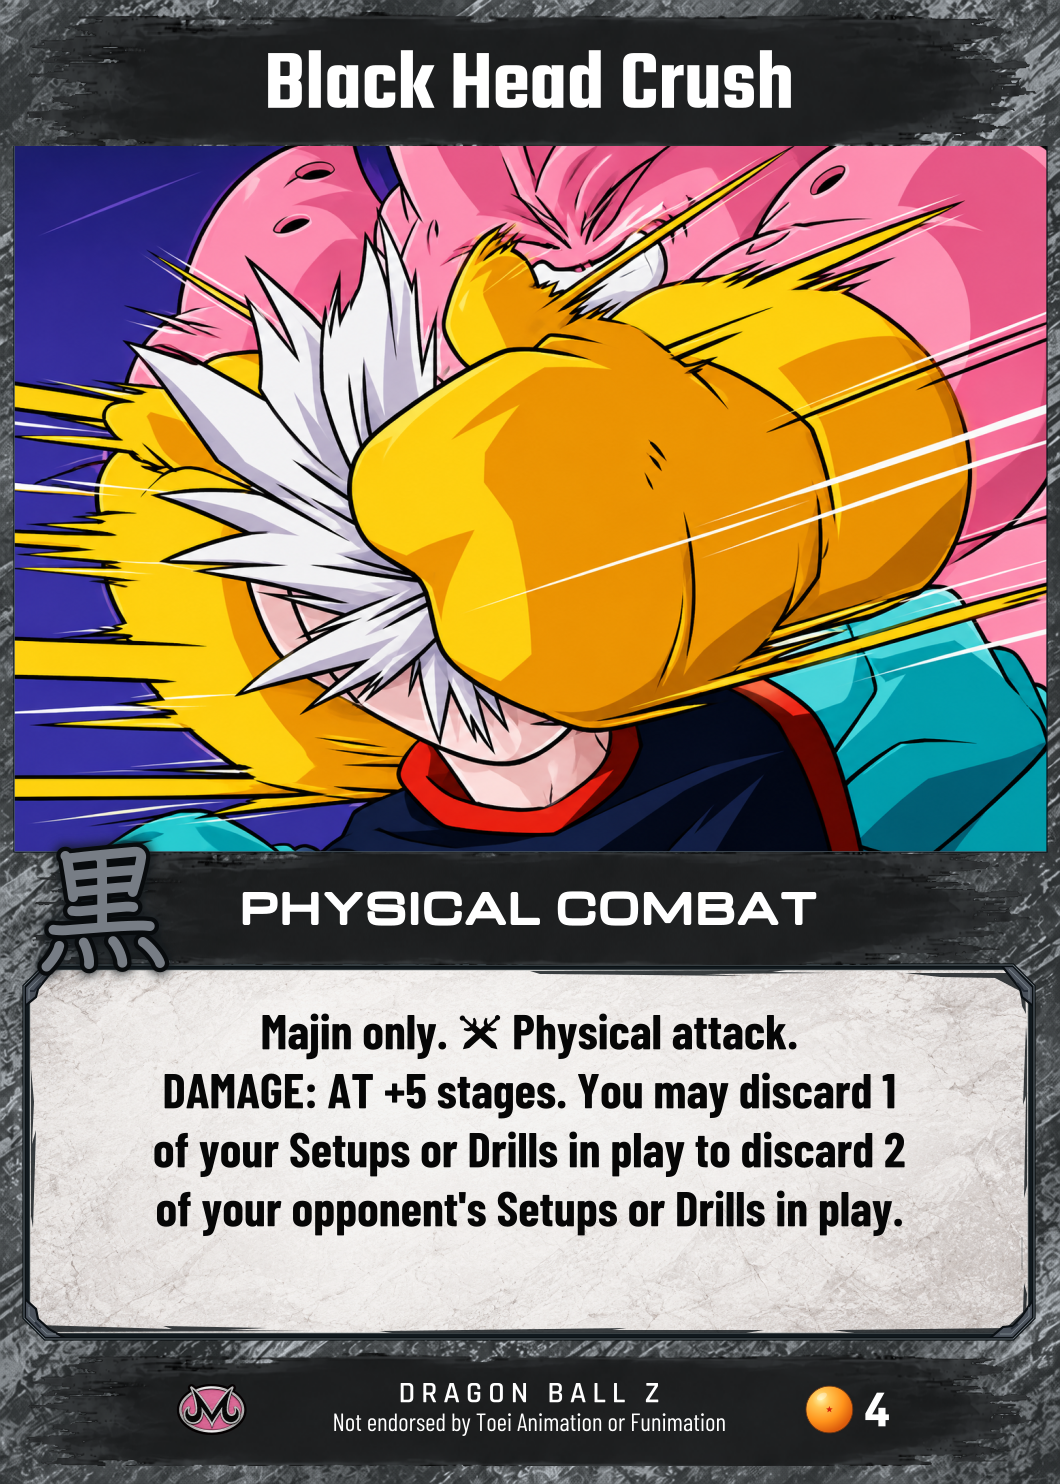 Black Head Crush
黒
PHYSICAL COMBAT
Majin only. Physical attack.
DAMAGE: AT +5 stages. You may discard 1
of your Setups or Drills in play to discard 2
of your opponent's Setups or Drills in play.
DRAGON BALL Z
Not endorsed by Toei Animation or Funimation
4